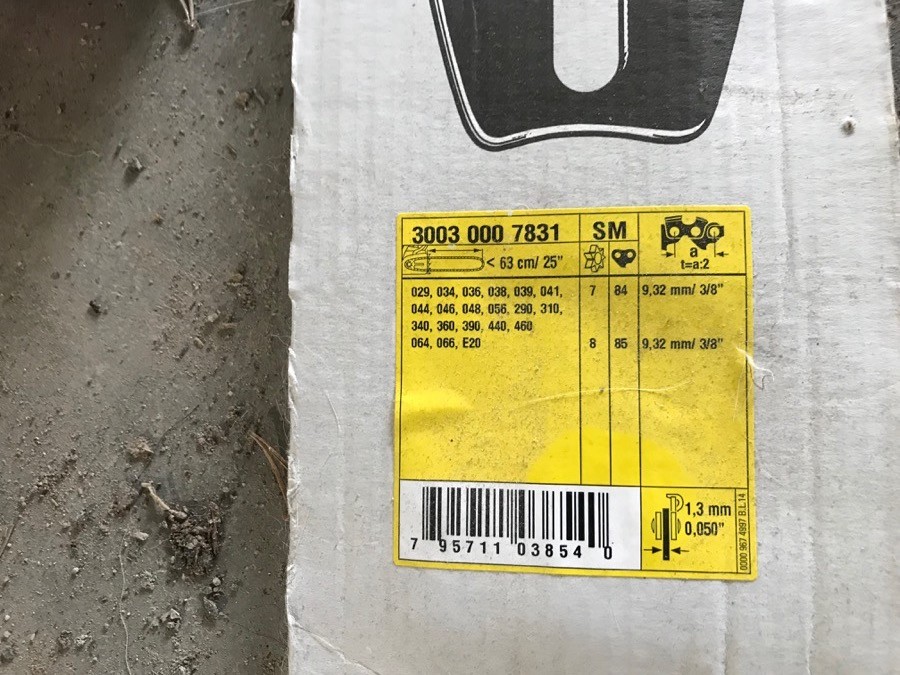 3003 000 7831 SM
a
< 63 cm/ 25" t=a:2
029, 034, 036, 038, 039, 041, 7 84 9,32 mm/ 3/8"
044, 046, 048, 056, 290, 310,
340, 360, 390, 440, 460
064, 066, E20 8 85 9,32 mm/ 3/8"
1,3 mm
0,050"
7 95711 03854 0
0000 967 4997 B.L.14